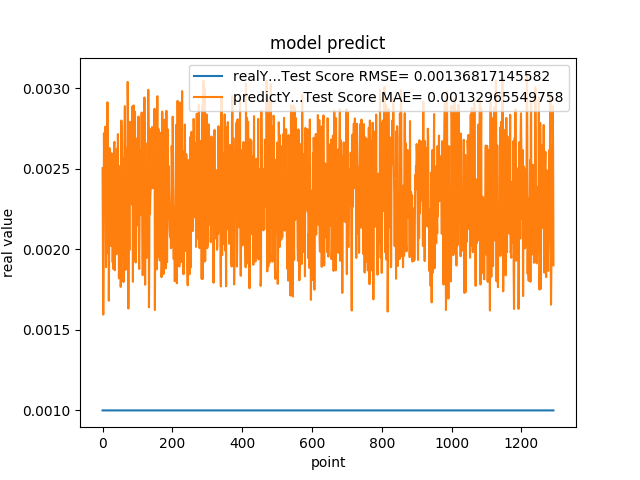 model predict
realY...Test Score RMSE= 0.00136817145582
predictY...Test Score MAE= 0.00132965549758
0.0030
0.0025
0.0020
0.0015
0.0010
real value
0 200 400 600 800 1000 1200
point